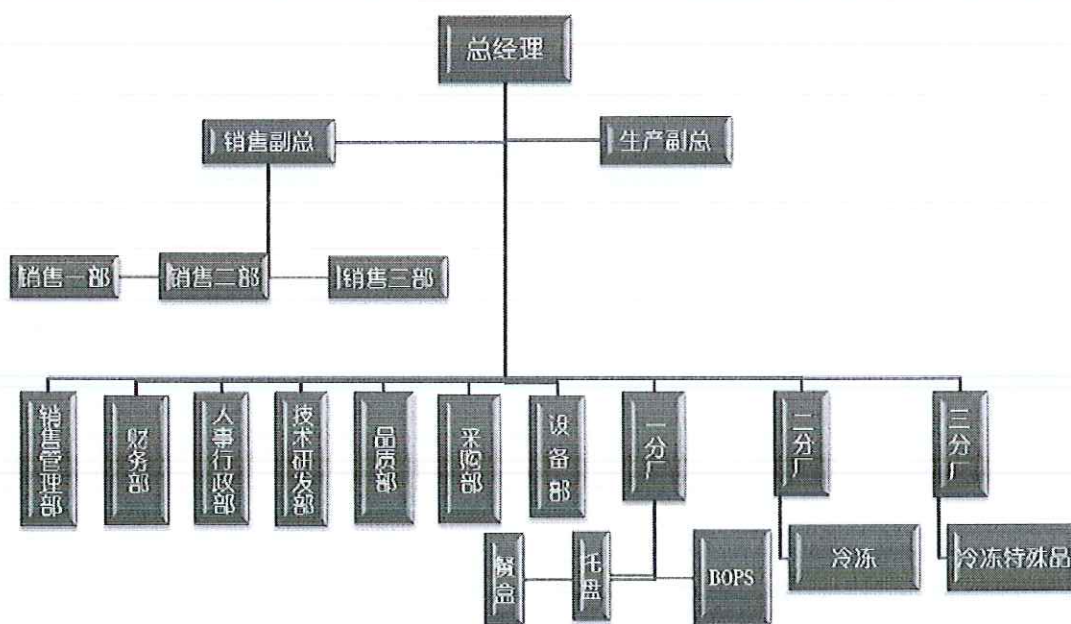 总经理
销售副总
生产副总
销售一部
销售二部
销售三部
销售管理部
财务部
人事行政部
技术研发部
品质部
采购部
设备部
一分厂
二分厂
三分厂
餐盒
托盘
BOPS
冷冻
冷冻特殊品